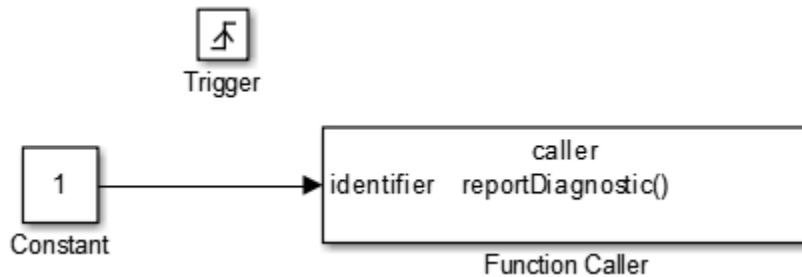 Trigger
caller
1
identifier reportDiagnostic()
Constant
Function Caller